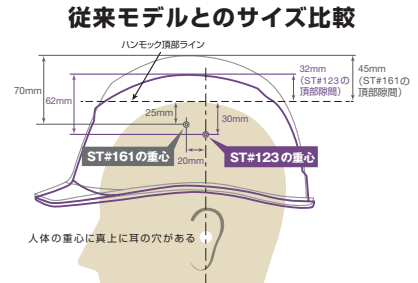 従来モデルとのサイズ比較
ハンモック頂部ライン
32mm
(ST#123の
頂部隙間)
45mm
(ST#161の
頂部隙間)
70mm
62mm
25mm
30mm
ST#161の重心
ST#123の重心
20mm
人体の重心に真上に耳の穴がある